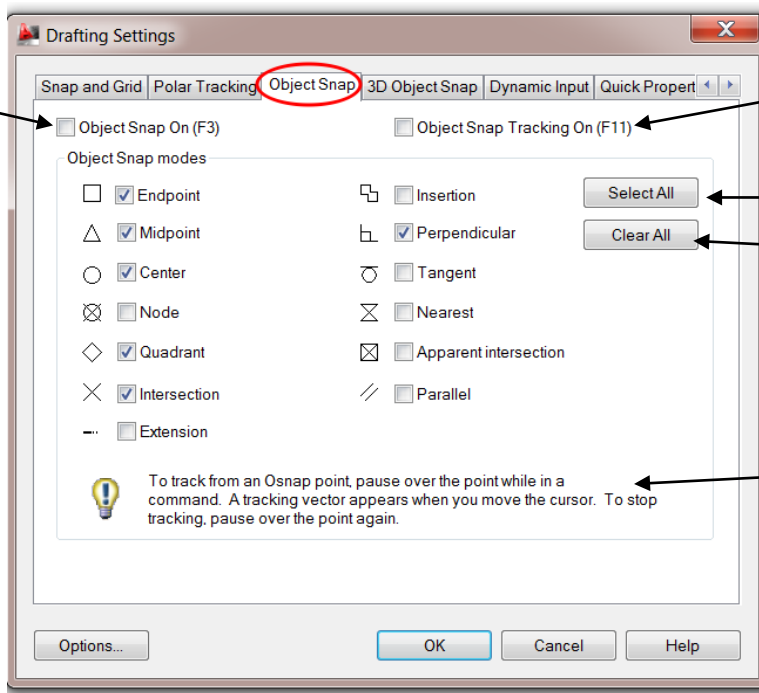 Drafting Settings
X
Snap and Grid Polar Tracking Object Snap 3D Object Snap Dynamic Input Quick Propert
Object Snap On (F3) Object Snap Tracking On (F11)
Object Snap modes
Endpoint Insertion Select All
Midpoint Perpendicular Clear All
Center Tangent
Node Nearest
Quadrant Apparent intersection
Intersection Parallel
Extension
To track from an Osnap point, pause over the point while in a
command. A tracking vector appears when you move the cursor. To stop
tracking, pause over the point again.
Options... OK Cancel Help